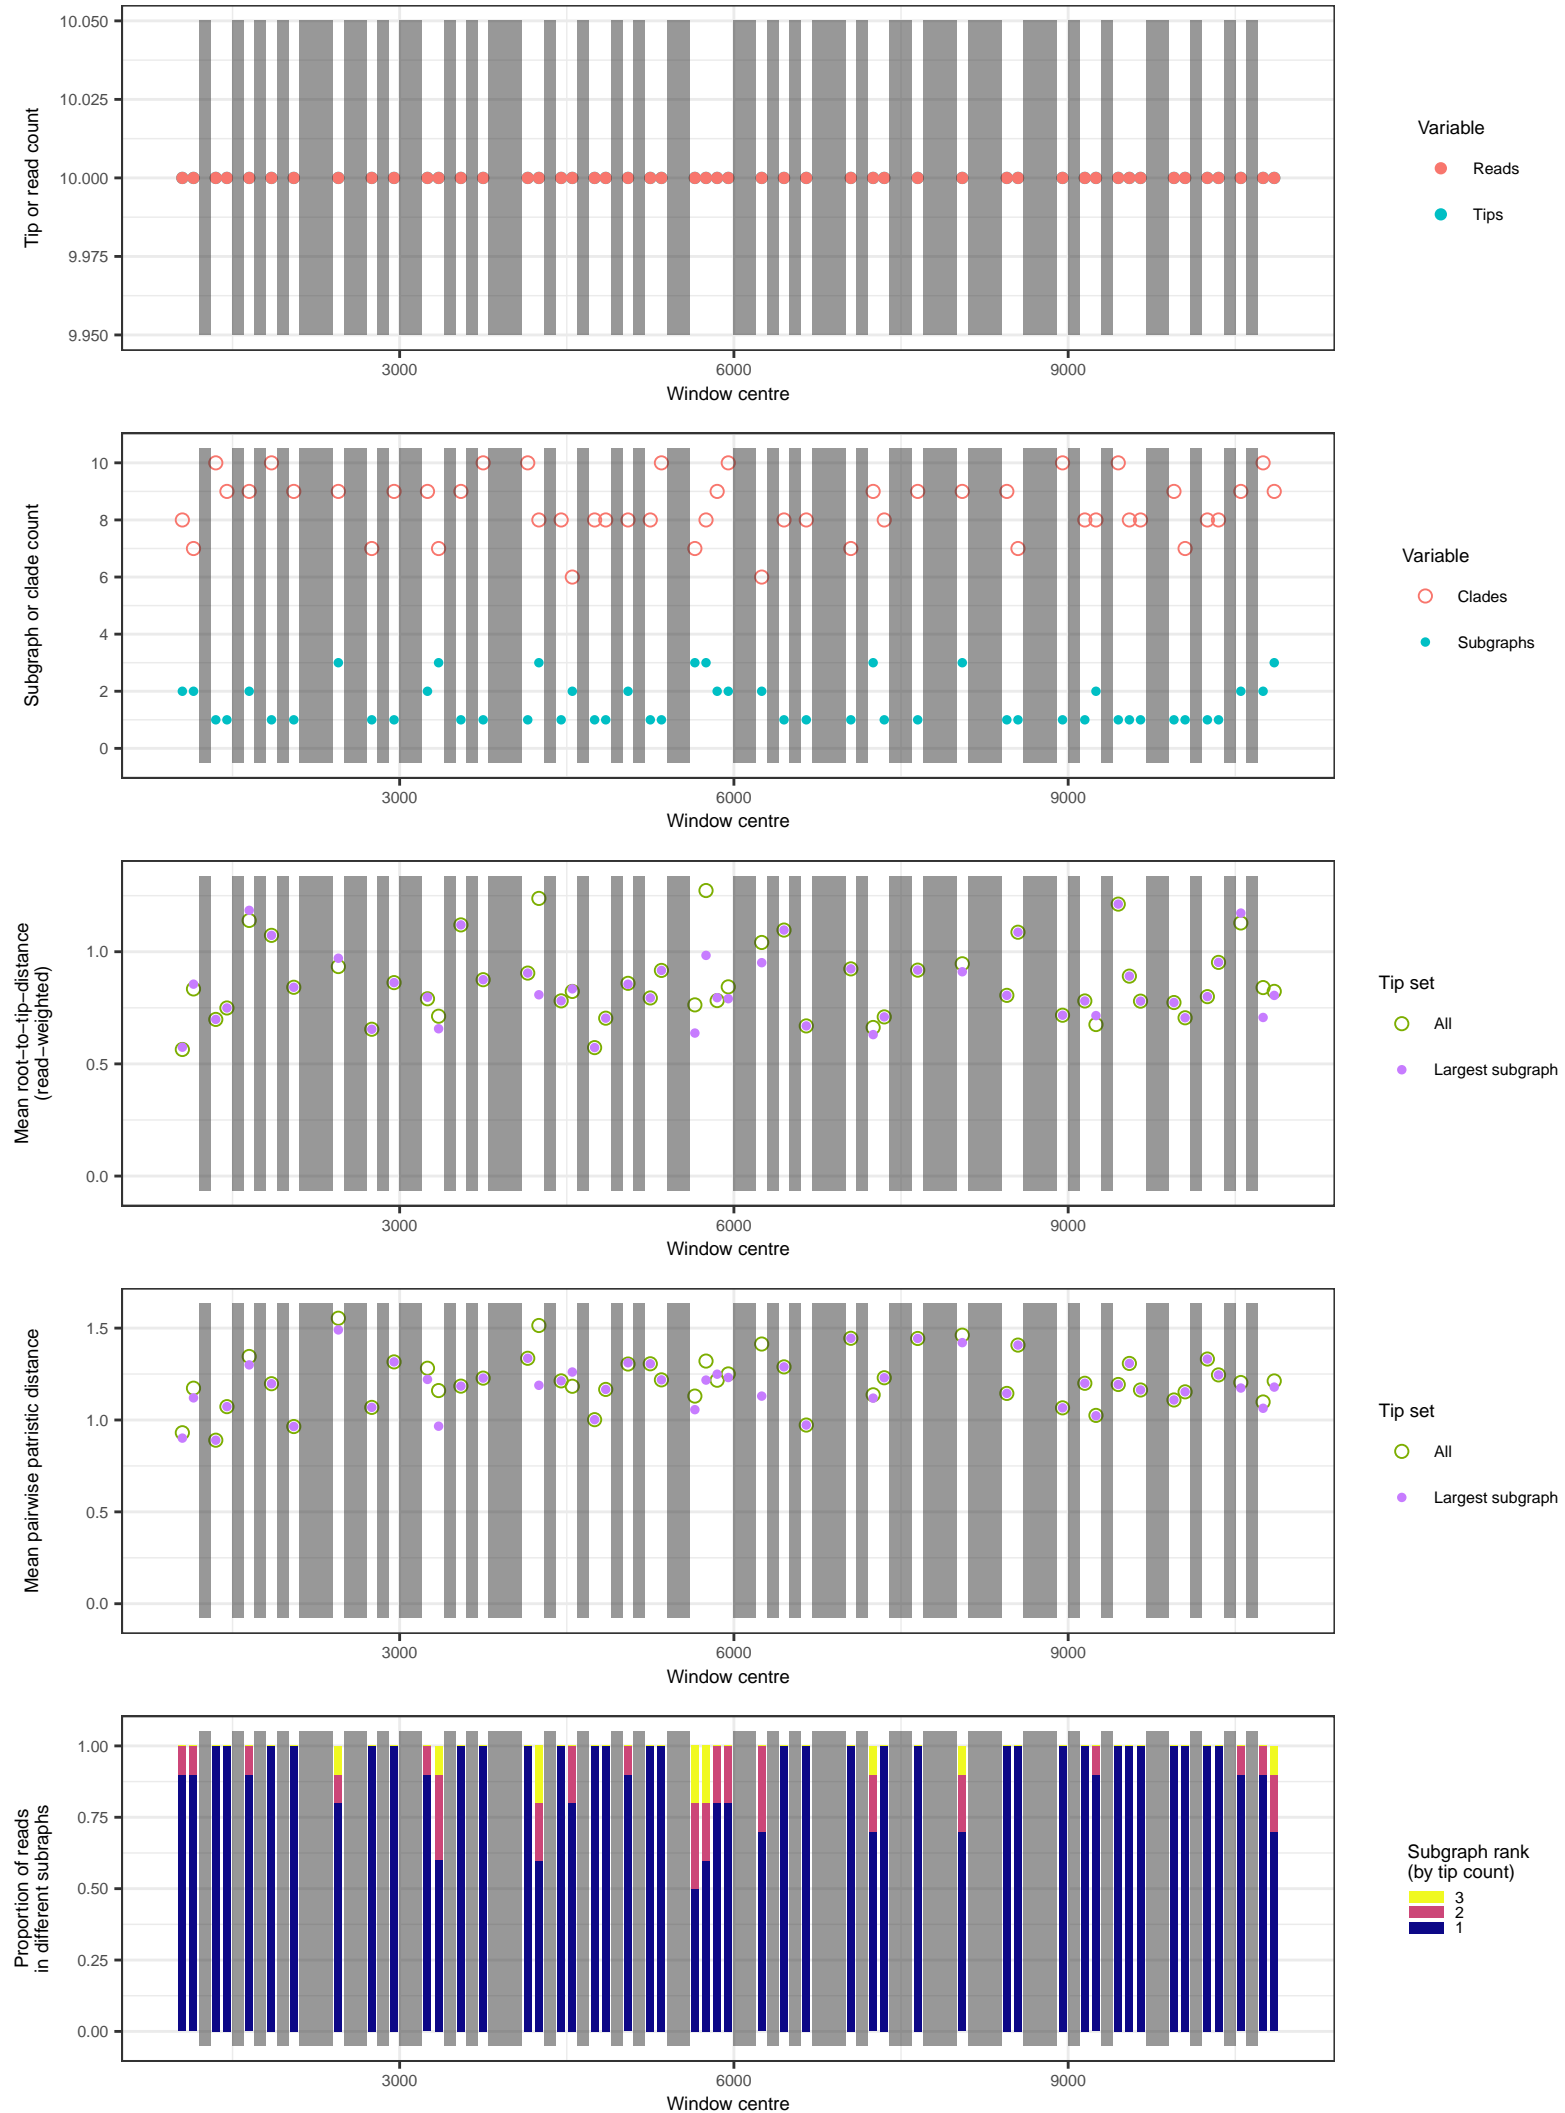 10.050
10.025
10.000
9.975
9.950
Tip or read count
3000
6000
9000
Window centre
Variable
Reads
Tips
10
8
6
4
2
0
Subgraph or clade count
3000
6000
9000
Window centre
Variable
Clades
Subgraphs
1.0
0.5
0.0
Mean root−to−tip−distance
(read−weighted)
3000
6000
9000
Window centre
Tip set
All
Largest subgraph
1.5
1.0
0.5
0.0
Mean pairwise patristic distance
3000
6000
9000
Window centre
Tip set
All
Largest subgraph
1.00
0.75
0.50
0.25
0.00
Proportion of reads
in different subraphs
3000
6000
9000
Window centre
Subgraph rank
(by tip count)
3
2
1